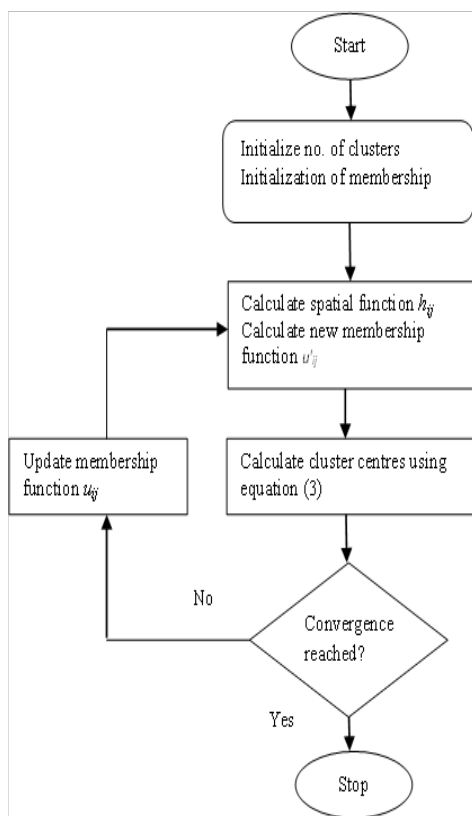 Start
Initialize no. of clusters
Initialization of membership
Calculate spatial function hij
Calculate new membership
function u'ij
Update membership
function uij
Calculate cluster centres using
equation (3)
No
Convergence
reached?
Yes
Stop